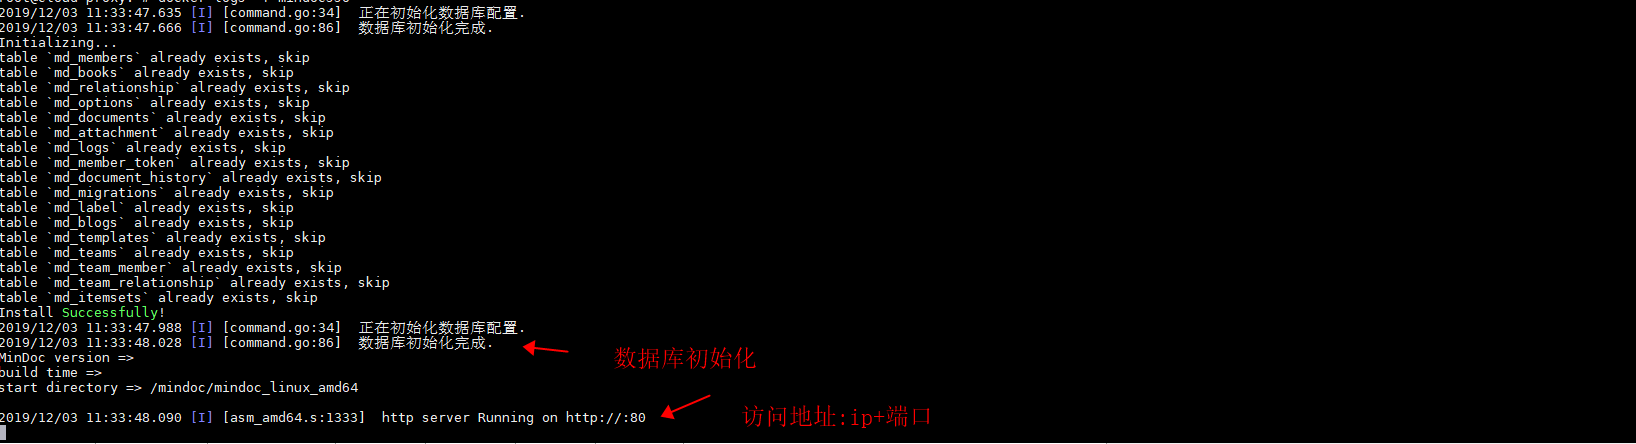 2019/12/03 11:33:47.635 [I] [command.go:34]  正在初始化数据库配置.
2019/12/03 11:33:47.666 [I] [command.go:86]  数据库初始化完成.
Initializing...
table `md_members` already exists, skip
table `md_books` already exists, skip
table `md_relationship` already exists, skip
table `md_options` already exists, skip
table `md_documents` already exists, skip
table `md_attachment` already exists, skip
table `md_logs` already exists, skip
table `md_member_token` already exists, skip
table `md_document_history` already exists, skip
table `md_migrations` already exists, skip
table `md_label` already exists, skip
table `md_blogs` already exists, skip
table `md_templates` already exists, skip
table `md_teams` already exists, skip
table `md_team_member` already exists, skip
table `md_team_relationship` already exists, skip
table `md_itemsets` already exists, skip
Install Successfully!
2019/12/03 11:33:47.988 [I] [command.go:34]  正在初始化数据库配置.
2019/12/03 11:33:48.028 [I] [command.go:86]  数据库初始化完成.
数据库初始化
MinDoc version =>
build time =>
start directory => /mindoc/mindoc_linux_amd64
2019/12/03 11:33:48.090 [I] [asm_amd64.s:1333]  http server Running on http://:80
访问地址:ip+端口